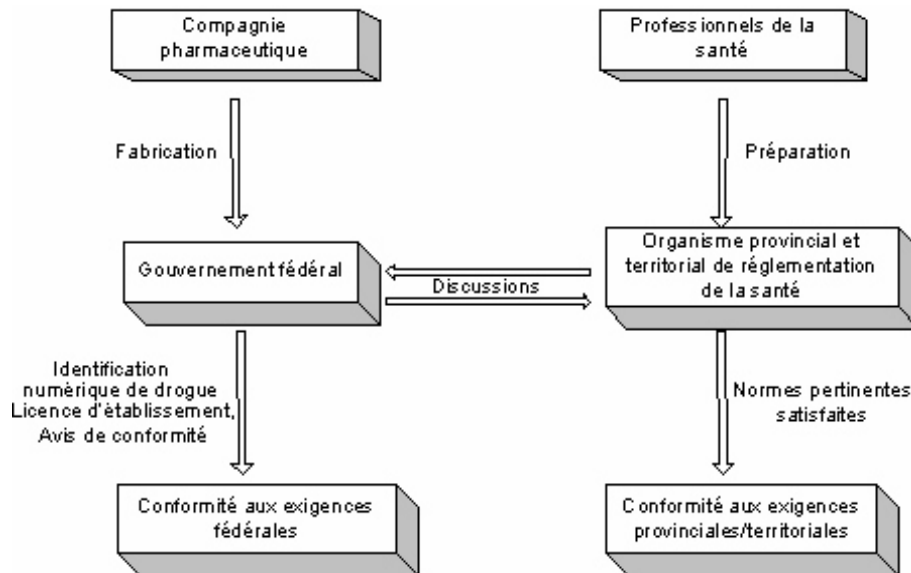 Compagnie
pharmaceutique
Professionnels de la
santé
Fabrication
Préparation
Gouvernement fédéral
Discussions
Organisme provincial et
territorial de réglementation
de la santé
Identification
numérique de drogue
Licence d'établissement,
Avis de conformité
Normes pertinentes
satisfaites
Conformité aux exigences
fédérales
Conformité aux exigences
provinciales/territoriales